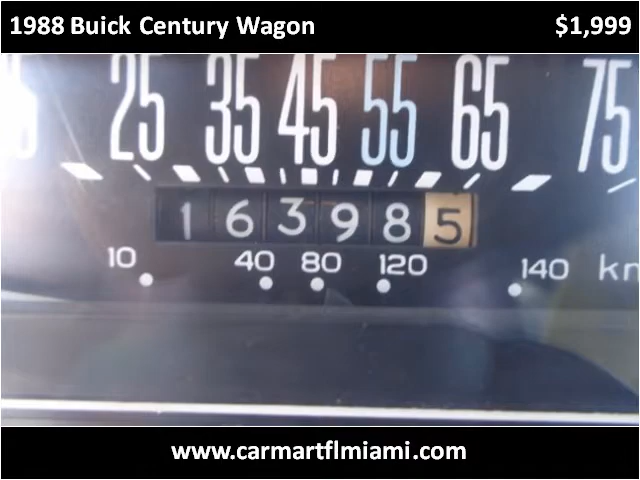 1988 Buick Century Wagon $1,999
25 35 45 55 65 75
163985
10 40 80 120 140 km
www.carmartflmiami.com